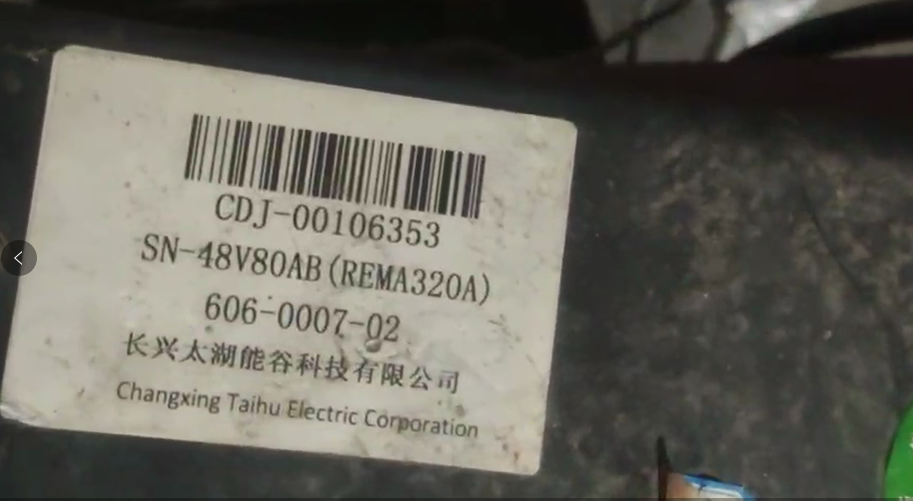 CDJ-00106353
SN-48V80AB(REMA320A)
606-0007-02
长兴太湖能谷科技有限公司
Changxing Taihu Electric Corporation